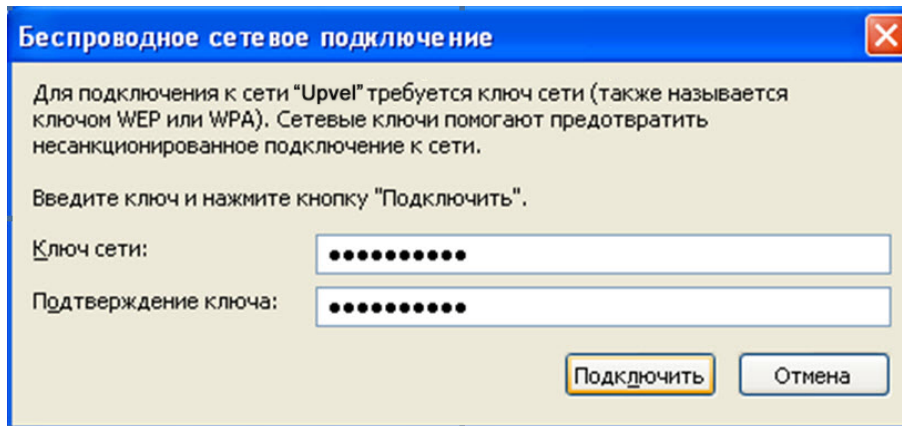 Беспроводное сетевое подключение
Для подключения к сети “Upvel” требуется ключ сети (также называется
ключом WEP или WPA). Сетевые ключи помогают предотвратить
несанкционированное подключение к сети.
Введите ключ и нажмите кнопку "Подключить".
Ключ сети: ●●●●●●●●●●
Подтверждение ключа: ●●●●●●●●●●
Подключить Отмена